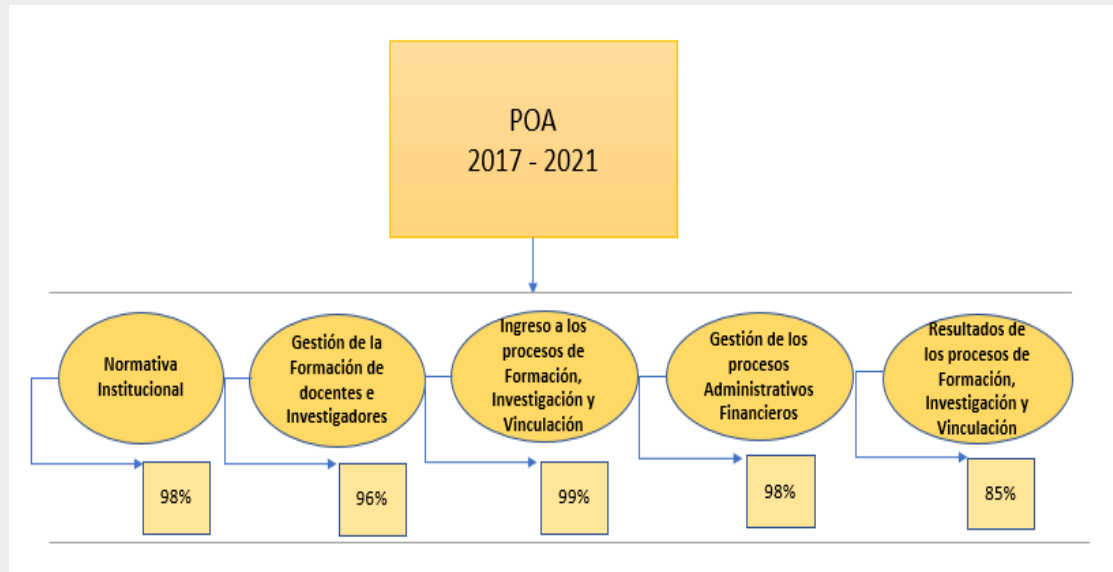 POA
2017 - 2021
Normativa
Institucional
Gestión de la
Formación de
docentes e
Investigadores
Ingreso a los
procesos de
Formación,
Investigación y
Vinculación
Gestión de los
procesos
Administrativos
Financieros
Resultados de
los procesos de
Formación,
Investigación y
Vinculación
98%
96%
99%
98%
85%